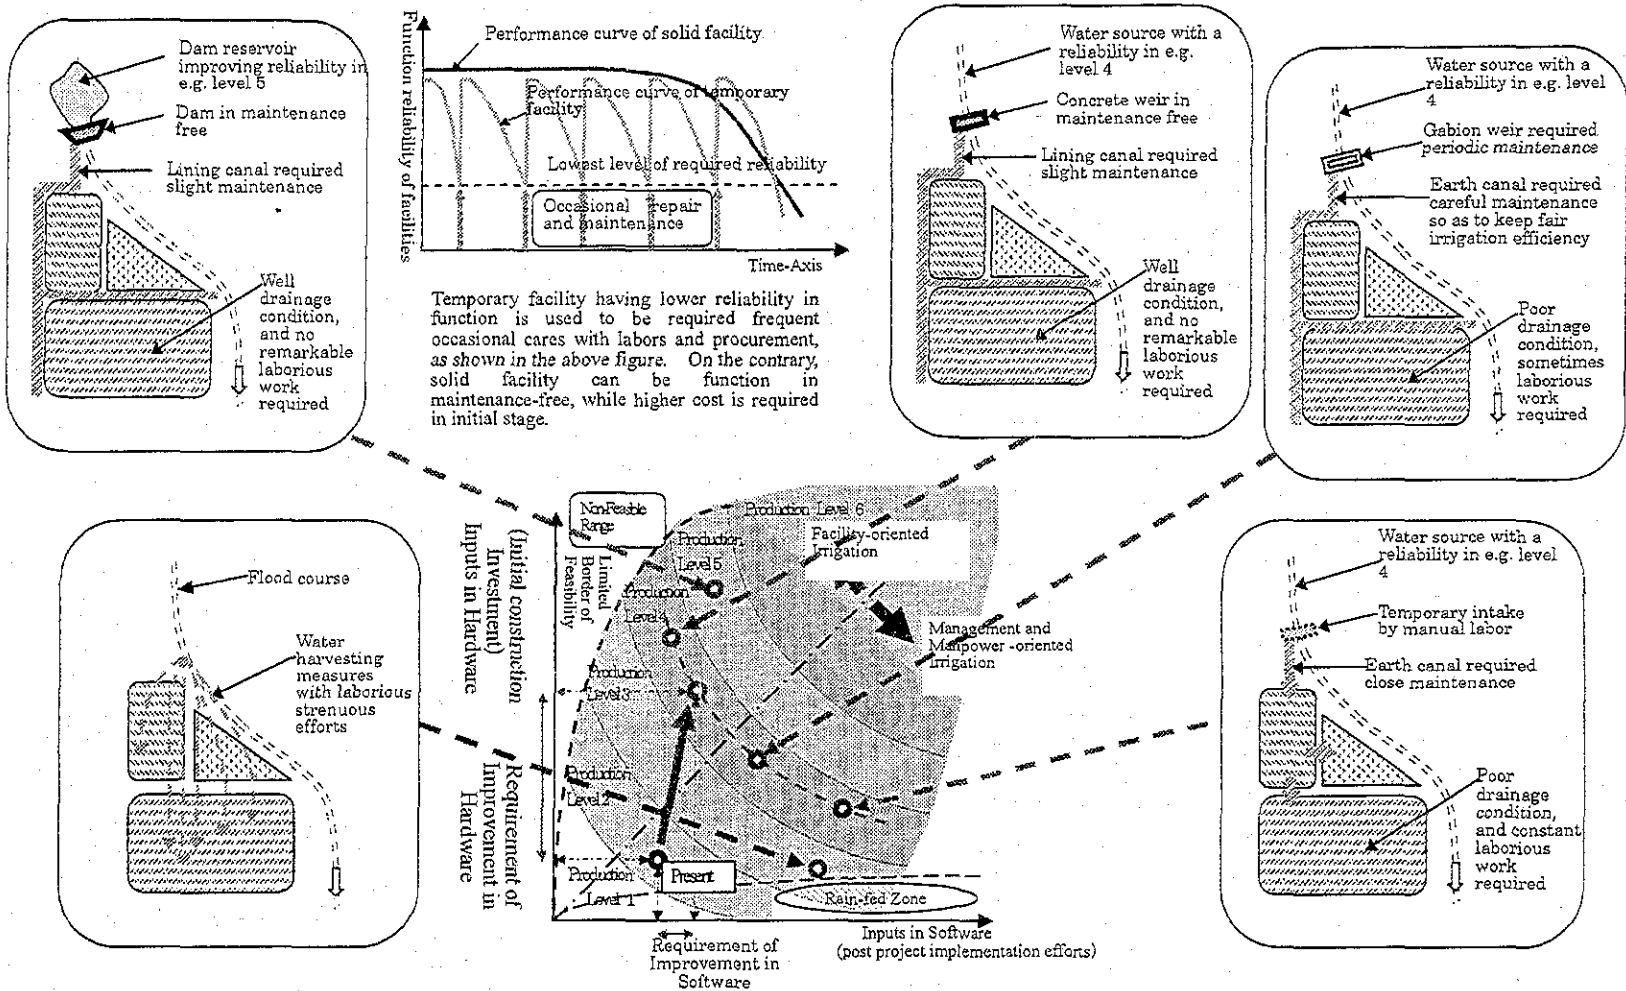 Dam reservoir
improving reliability in
e.g. level 5
Dam in maintenance
free
Lining canal required
slight maintenance
Well
drainage
condition,
and no
remarkable
laborious
work
required
Function reliability of facilities
Performance curve of solid facility
Performance curve of temporary
facility
Lowest level of required reliability
Occasional repair
and maintenance
Time-Axis
Temporary facility having lower reliability in
function is used to be required frequent
occasional cares with labors and procurement,
as shown in the above figure. On the contrary,
solid facility can be function in
maintenance-free, while higher cost is required
in initial stage.
Water source with a
reliability in e.g.
level 4
Concrete weir in
maintenance free
Lining canal required
slight maintenance
Well
drainage
condition,
and no
remarkable
laborious
work
required
Water source with a
reliability in e.g. level
4
Gabion weir required
periodic maintenance
Earth canal required
careful maintenance
so as to keep fair
irrigation efficiency
Poor
drainage
condition,
sometimes
laborious
work
required
Flood course
Water
harvesting
measures
with laborious
strenuous
efforts
(Initial construction
Investment)
Inputs in Hardware
Requirement of
Improvement in
Hardware
Non-Feasible
Range
Limited
Border of
Feasibility
Production Level 6
Production
Level 5
Production
Level 4
Production
Level 3
Production
Level 2
Production
Level 1
Facility-oriented
Irrigation
Management and
Manpower -oriented
Irrigation
Present
Rain-fed Zone
Inputs in Software
(post project implementation efforts)
Requirement of
Improvement in
Software
Water source with a
reliability in e.g. level
4
Temporary intake
by manual labor
Earth canal required
close maintenance
Poor
drainage
condition,
and constant
laborious
work
required